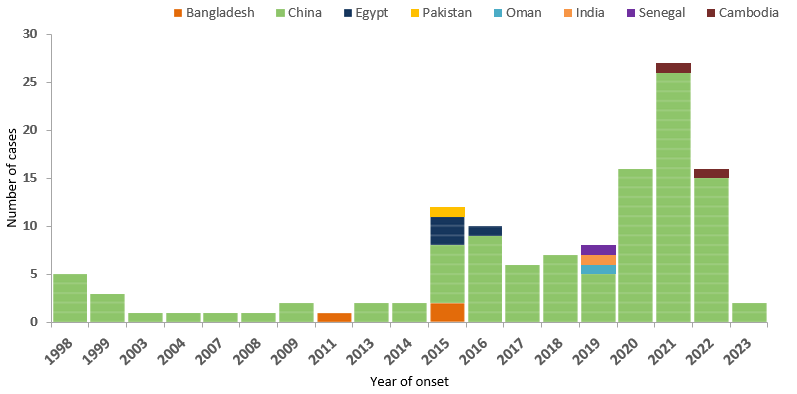 Bangladesh China Egypt Pakistan Oman India Senegal Cambodia
Number of cases
30
25
20
15
10
5
0
1998 1999 2003 2004 2007 2008 2009 2011 2013 2014 2015 2016 2017 2018 2019 2020 2021 2022 2023
Year of onset